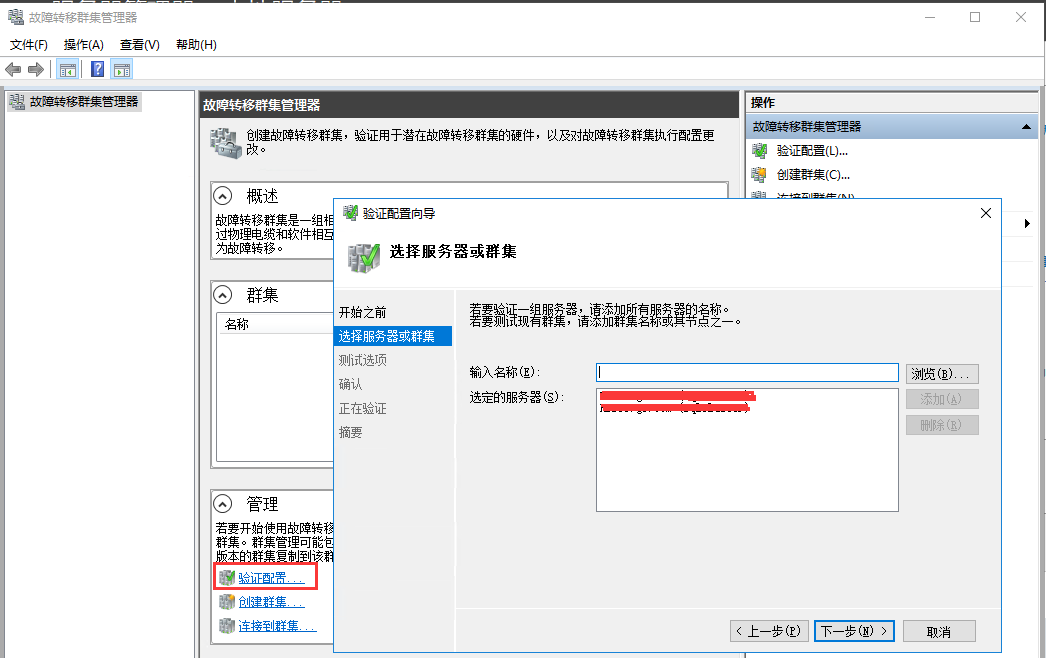 故障转移群集管理器
文件(F) 操作(A) 查看(V) 帮助(H)
故障转移群集管理器
故障转移群集管理器
创建故障转移群集，验证用于潜在故障转移群集的硬件，以及对故障转移群集执行配置更
改。
概述
故障转移群集是一组相
过物理电缆和软件相互
为故障转移。
群集
名称
管理
若要开始使用故障转移
群集。群集管理可能包
版本的群集复制到该群
验证配置...
创建群集...
连接到群集...
操作
故障转移群集管理器
验证配置(L)...
创建群集(C)...
连接到群集(N)
验证配置向导
选择服务器或群集
开始之前
选择服务器或群集
测试选项
确认
正在验证
摘要
若要验证一组服务器，请添加所有服务器的名称。
若要测试现有群集，请添加群集名称或其节点之一。
输入名称(E):
浏览(B)...
选定的服务器(S):
添加(A)
删除(R)
< 上一步(P)
下一步(N) >
取消